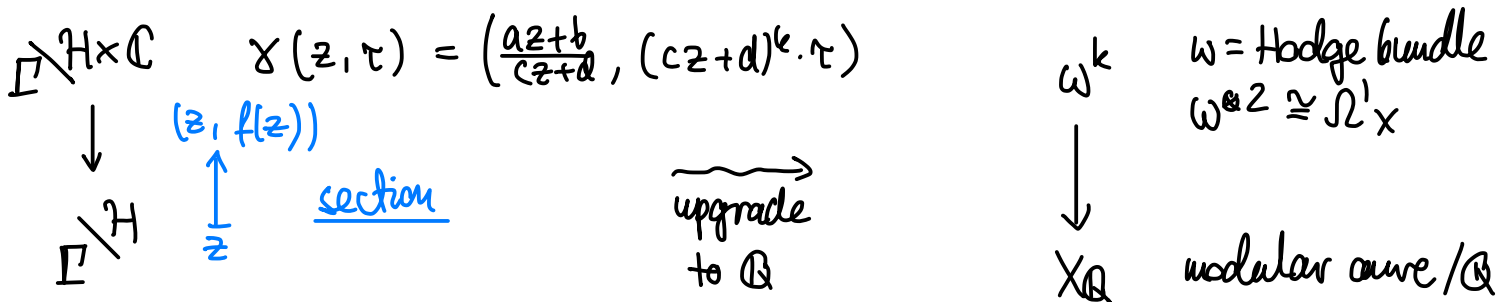 Γ\H×ℂ γ(z,τ) = (az+b/cz+d, (cz+d)^k·τ) ω^k ω = Hodge bundle
(z, f(z)) ω^⊗2 ≅ Ω^1_X
section upgrade
Γ\H z to ℚ X_ℚ modular curve/ℚ